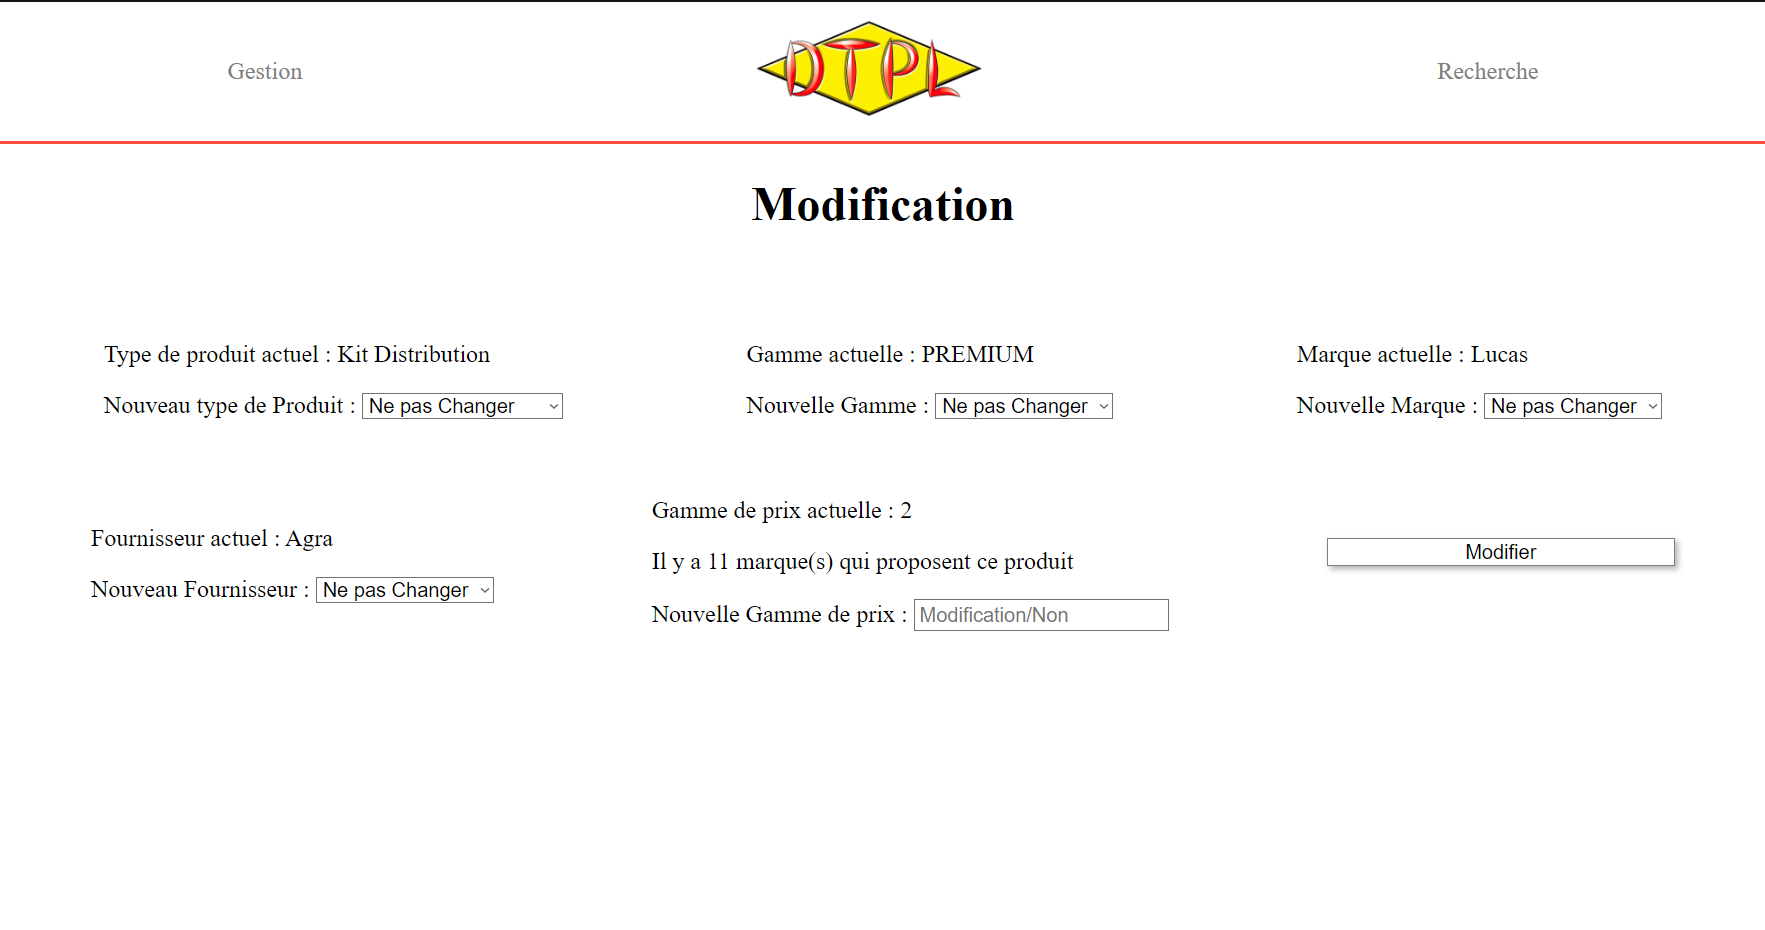 Gestion
DTPL
Recherche
Modification
Type de produit actuel : Kit Distribution
Nouveau type de Produit : Ne pas Changer
Gamme actuelle : PREMIUM
Nouvelle Gamme : Ne pas Changer
Marque actuelle : Lucas
Nouvelle Marque : Ne pas Changer
Fournisseur actuel : Agra
Nouveau Fournisseur : Ne pas Changer
Gamme de prix actuelle : 2
Il y a 11 marque(s) qui proposent ce produit
Nouvelle Gamme de prix : Modification/Non
Modifier